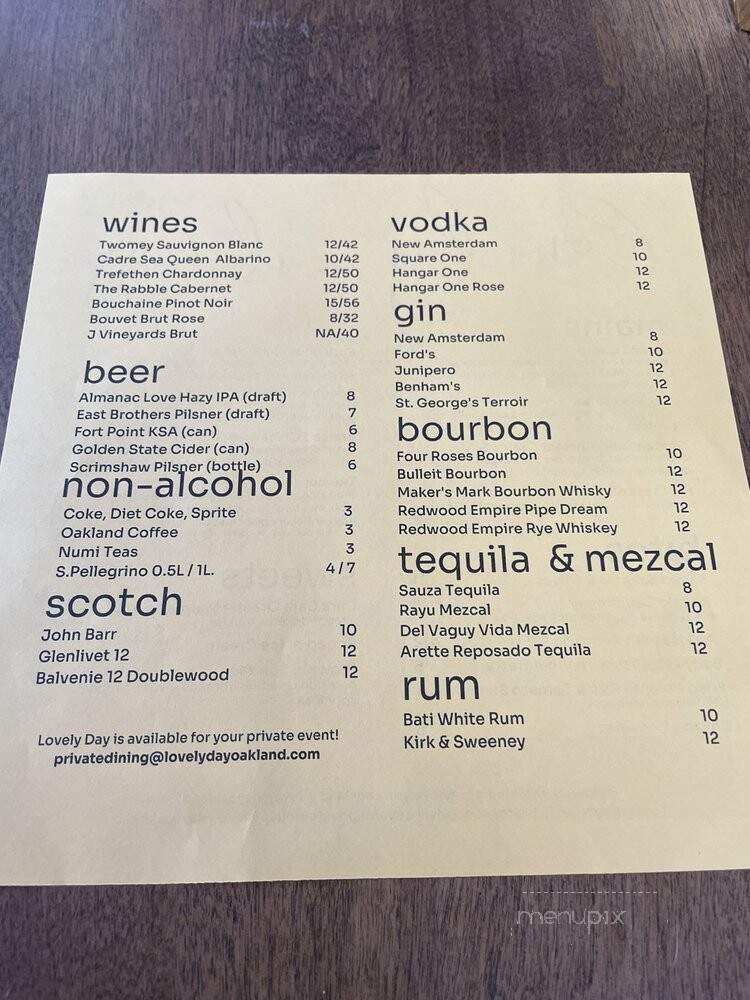 wines
Twomey Sauvignon Blanc 12/42
Cadre Sea Queen Albarino 10/42
Trefethen Chardonnay 12/50
The Rabble Cabernet 12/50
Bouchaine Pinot Noir 15/56
Bouvet Brut Rose 8/32
J Vineyards Brut NA/40
beer
Almanac Love Hazy IPA (draft) 8
East Brothers Pilsner (draft) 7
Fort Point KSA (can) 6
Golden State Cider (can) 8
Scrimshaw Pilsner (bottle) 6
non-alcohol
Coke, Diet Coke, Sprite 3
Oakland Coffee 3
Numi Teas 3
S.Pellegrino 0.5L / 1L. 4 / 7
scotch
John Barr 10
Glenlivet 12 12
Balvenie 12 Doublewood 12
Lovely Day is available for your private event!
privatedining@lovelydayoakland.com
vodka
New Amsterdam 8
Square One 10
Hangar One 12
Hangar One Rose 12
gin
New Amsterdam 8
Ford's 10
Junipero 12
Benham's 12
St. George's Terroir 12
bourbon
Four Roses Bourbon 10
Bulleit Bourbon 12
Maker's Mark Bourbon Whisky 12
Redwood Empire Pipe Dream 12
Redwood Empire Rye Whiskey 12
tequila & mezcal
Sauza Tequila 8
Rayu Mezcal 10
Del Vaguy Vida Mezcal 12
Arette Reposado Tequila 12
rum
Bati White Rum 10
Kirk & Sweeney 12
menupix